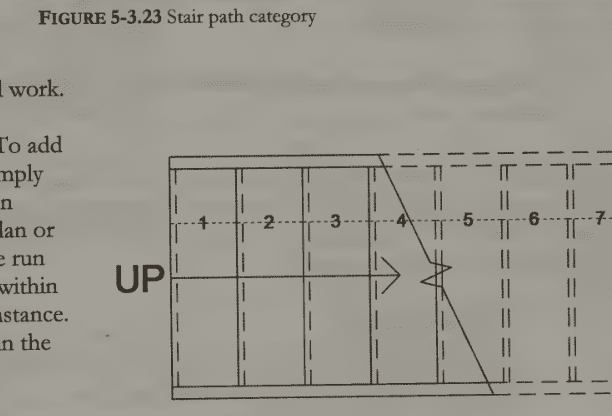 FIGURE 5-3.23 Stair path category
work.
To add
n
lan or
e run
within
stance.
n the
1 2 3 4 5 6 7
UP